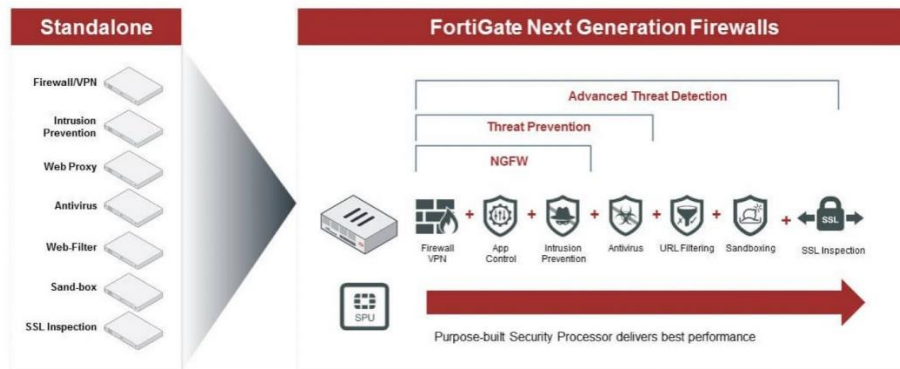 Standalone
Firewall/VPN
Intrusion
Prevention
Web Proxy
Antivirus
Web-Filter
Sand-box
SSL Inspection
FortiGate Next Generation Firewalls
Advanced Threat Detection
Threat Prevention
NGFW
+ + + + + +
SSL
Firewall
VPN
App
Control
Intrusion
Prevention
Antivirus
URL Filtering
Sandboxing
SSL Inspection
SPU
Purpose-built Security Processor delivers best performance